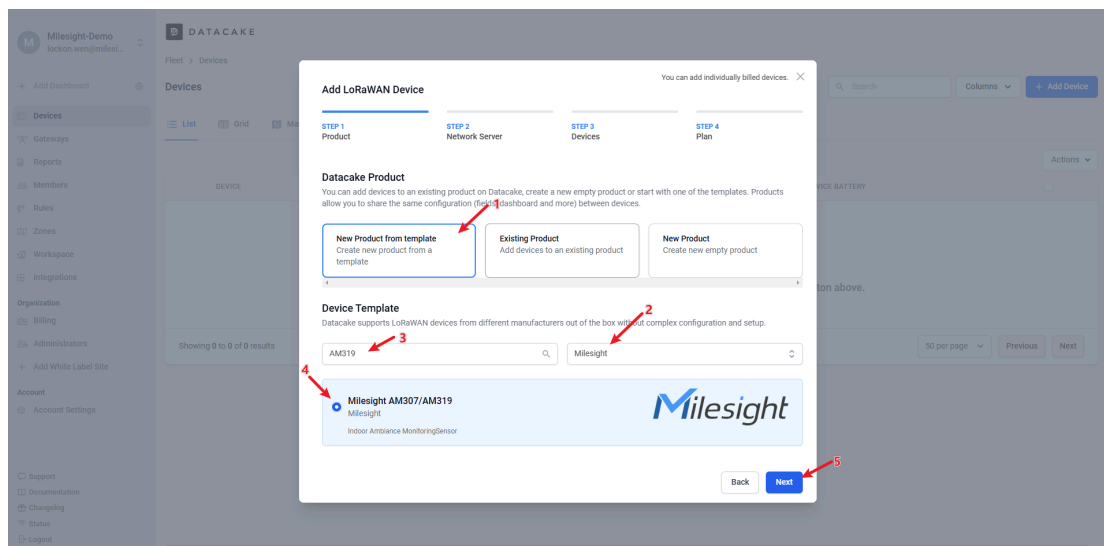 Milesight-Demo
lockon.wen@milesi...
M
DATACAKE
Fleet > Devices
Add Dashboard
Devices
Gateways
Reports
Members
Rules
Zones
Workspace
Integrations
Organization
Billing
Administrators
Add White Label Site
Account
Account Settings
Support
Documentation
Changelog
Status
Logout
Devices
Search
Columns
+ Add Device
List
Grid
Ma
Actions
DEVICE
VICE BATTERY
ton above.
Showing 0 to 0 of 0 results
50 per page
Previous
Next
You can add individually billed devices.
Add LoRaWAN Device
STEP 1
Product
STEP 2
Network Server
STEP 3
Devices
STEP 4
Plan
Datacake Product
You can add devices to an existing product on Datacake, create a new empty product or start with one of the templates. Products
allow you to share the same configuration (fields, dashboard and more) between devices.
1
New Product from template
Create new product from a
template
Existing Product
Add devices to an existing product
New Product
Create new empty product
Device Template
2
Datacake supports LoRaWAN devices from different manufacturers out of the box without complex configuration and setup.
3
AM319
Milesight
4
Milesight AM307/AM319
Milesight
Indoor Ambiance MonitoringSensor
Milesight
5
Back
Next